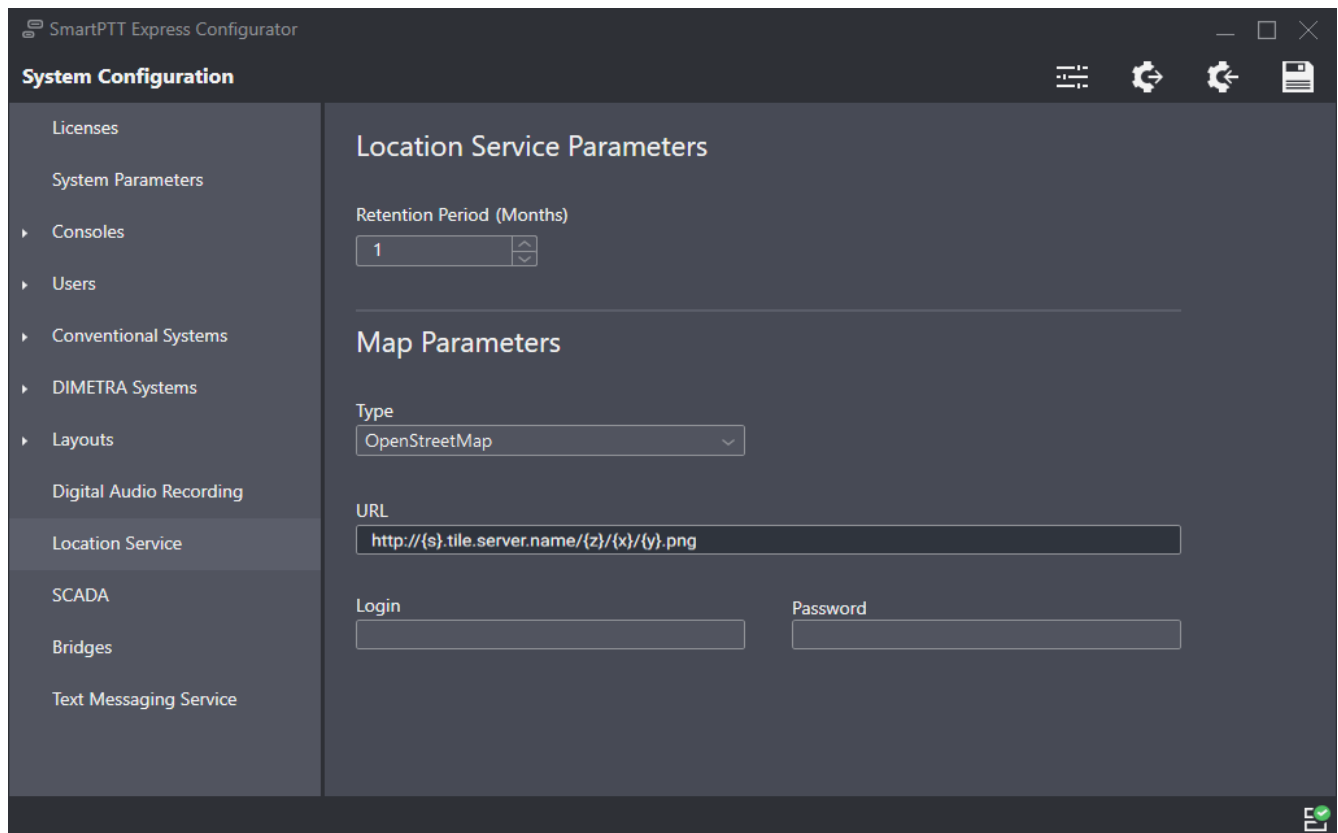 SmartPTT Express Configurator
System Configuration
Licenses
System Parameters
Consoles
Users
Conventional Systems
DIMETRA Systems
Layouts
Digital Audio Recording
Location Service
SCADA
Bridges
Text Messaging Service
Location Service Parameters
Retention Period (Months)
1
Map Parameters
Type
OpenStreetMap
URL
http://{s}.tile.server.name/{z}/{x}/{y}.png
Login
Password